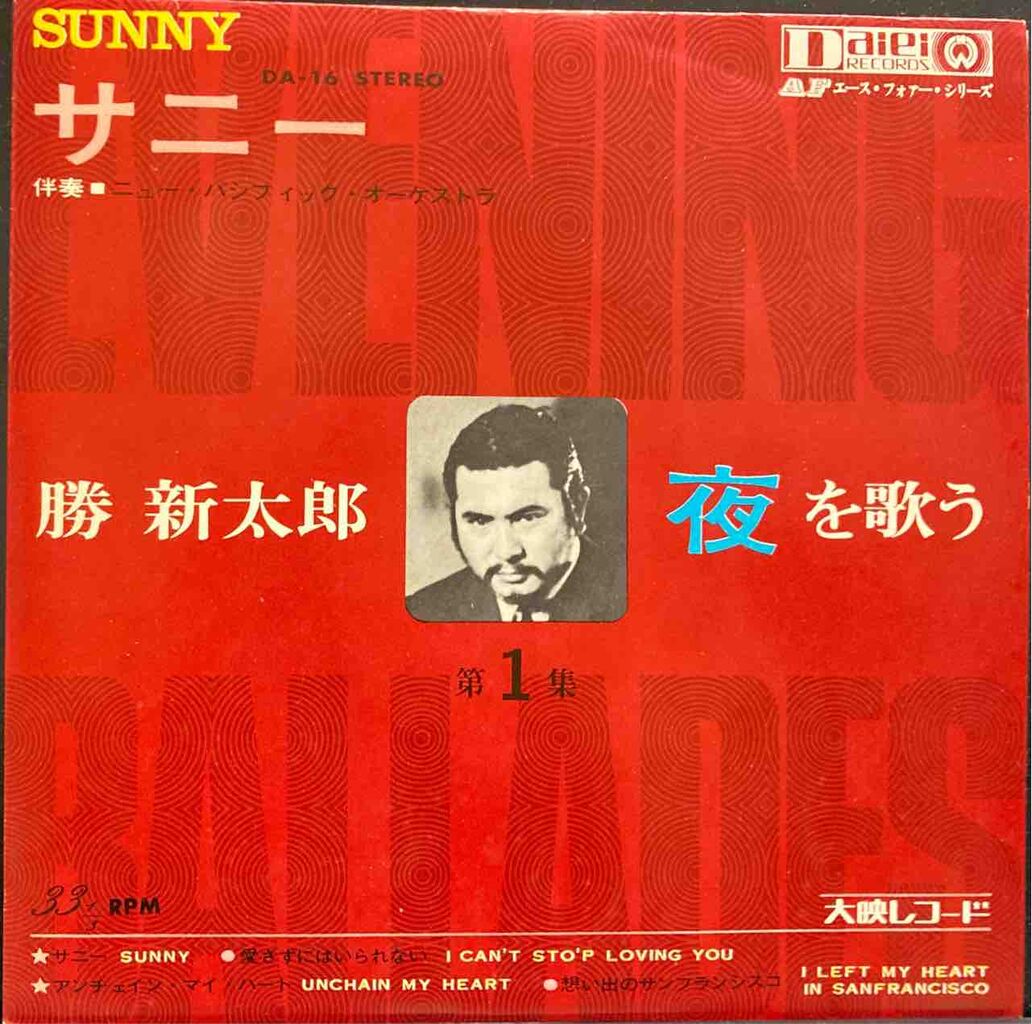 SUNNY
DA-16 STEREO
サニー
伴奏■ニュー・パシフィック・オーケストラ
Daiei
RECORDS
AF エース・フォアー・シリーズ
EVENING
勝 新太郎
夜を歌う
第1集
BALLADES
33 1/3 RPM
大映レコード
★サニー SUNNY ●愛さずにはいられない I CAN'T STO'P LOVING YOU
★アンチェイン・マイ・ハート UNCHAIN MY HEART ●想い出のサンフランシスコ I LEFT MY HEART
IN SANFRANCISCO